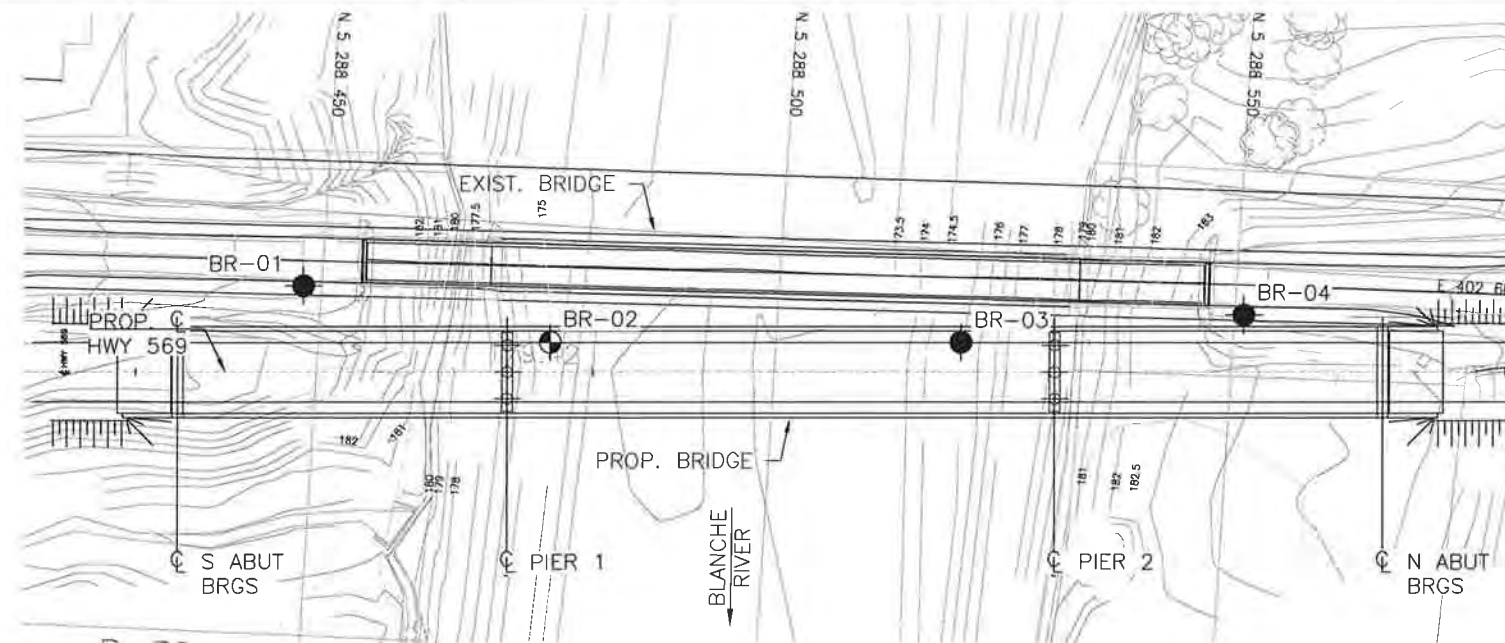 N 5 288 450
N 5 288 500
N 5 288 550
EXIST. BRIDGE
182
181
180
177.5
175
173.5
174
174.5
176
177
178
179
180
181
182
183
BR-01
BR-02
BR-03
BR-04
PROP. ℄
HWY 569
182
181
180
179
178
PROP. BRIDGE
181
182
182.5
BLANCHE
RIVER
℄ S ABUT
BRGS
℄ PIER 1
℄ PIER 2
℄ N ABUT
BRGS